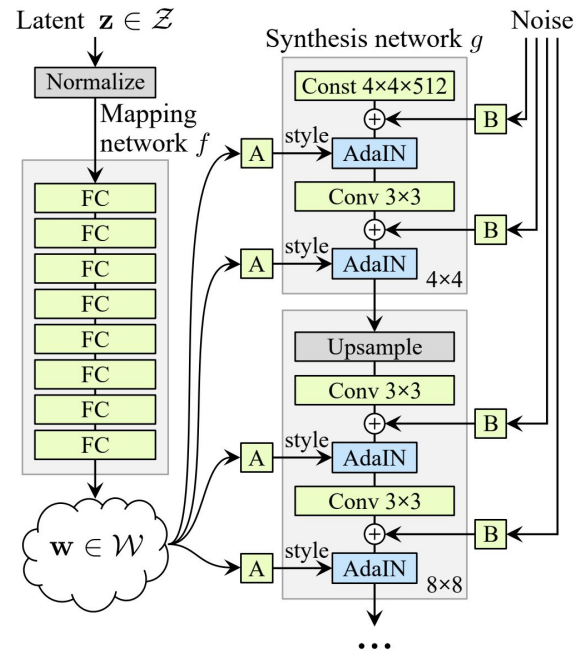 Latent z ∈ 𝒵
Normalize
Mapping
network f
FC
FC
FC
FC
FC
FC
FC
FC
w ∈ 𝒲
Synthesis network g
Noise
Const 4×4×512
+
B
A
style
AdaIN
Conv 3×3
+
B
A
style
AdaIN
4×4
Upsample
Conv 3×3
+
B
A
style
AdaIN
Conv 3×3
+
B
A
style
AdaIN
8×8
...